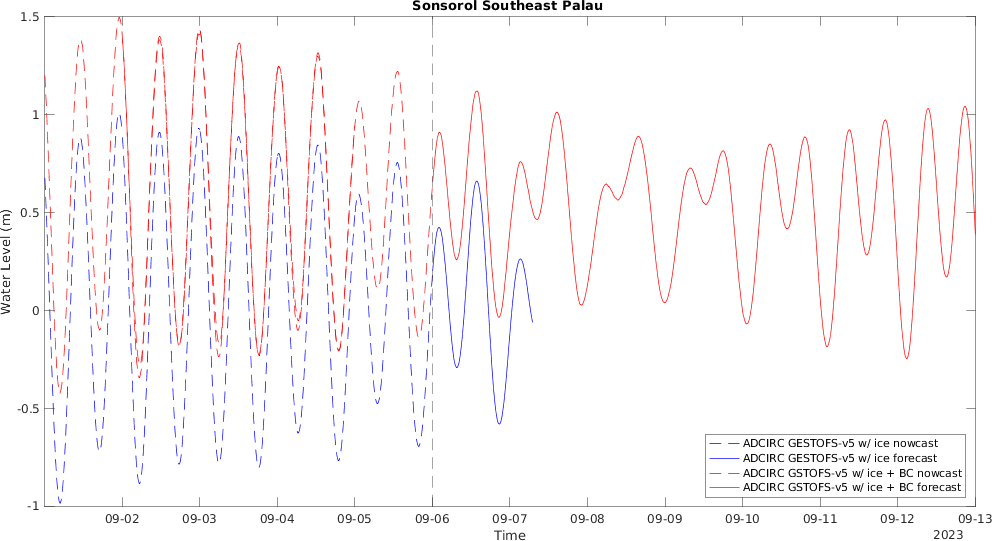 Sonsorol Southeast Palau
1.5
1
0.5
0
-0.5
-1
Water Level (m)
09-02 09-03 09-04 09-05 09-06 09-07 09-08 09-09 09-10 09-11 09-12 09-13
Time
2023
ADCIRC GESTOFS-v5 w/ ice nowcast
ADCIRC GESTOFS-v5 w/ ice forecast
ADCIRC GSTOFS-v5 w/ ice + BC nowcast
ADCIRC GSTOFS-v5 w/ ice + BC forecast